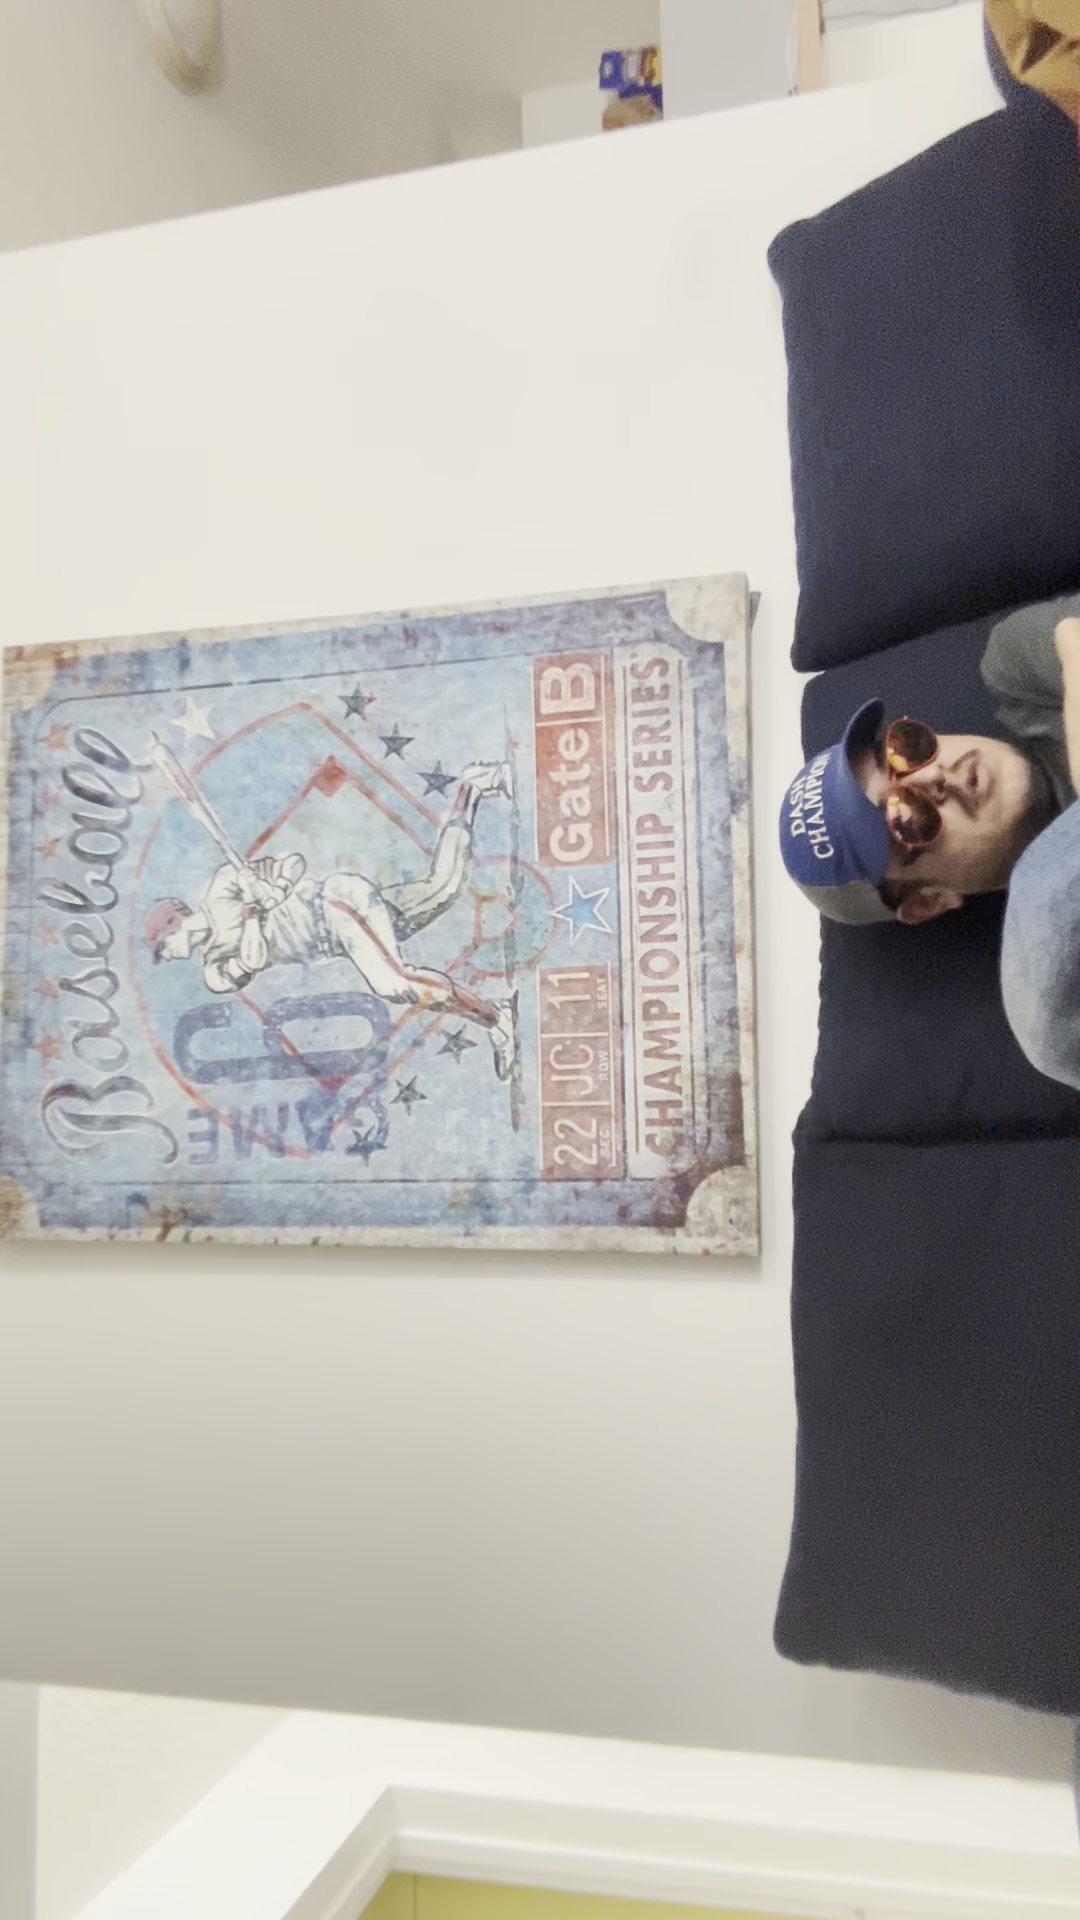 Baseball
GAME
6
22 JC 11
SEC. ROW SEAT
Gate B
CHAMPIONSHIP SERIES
DASH
CHAMPION